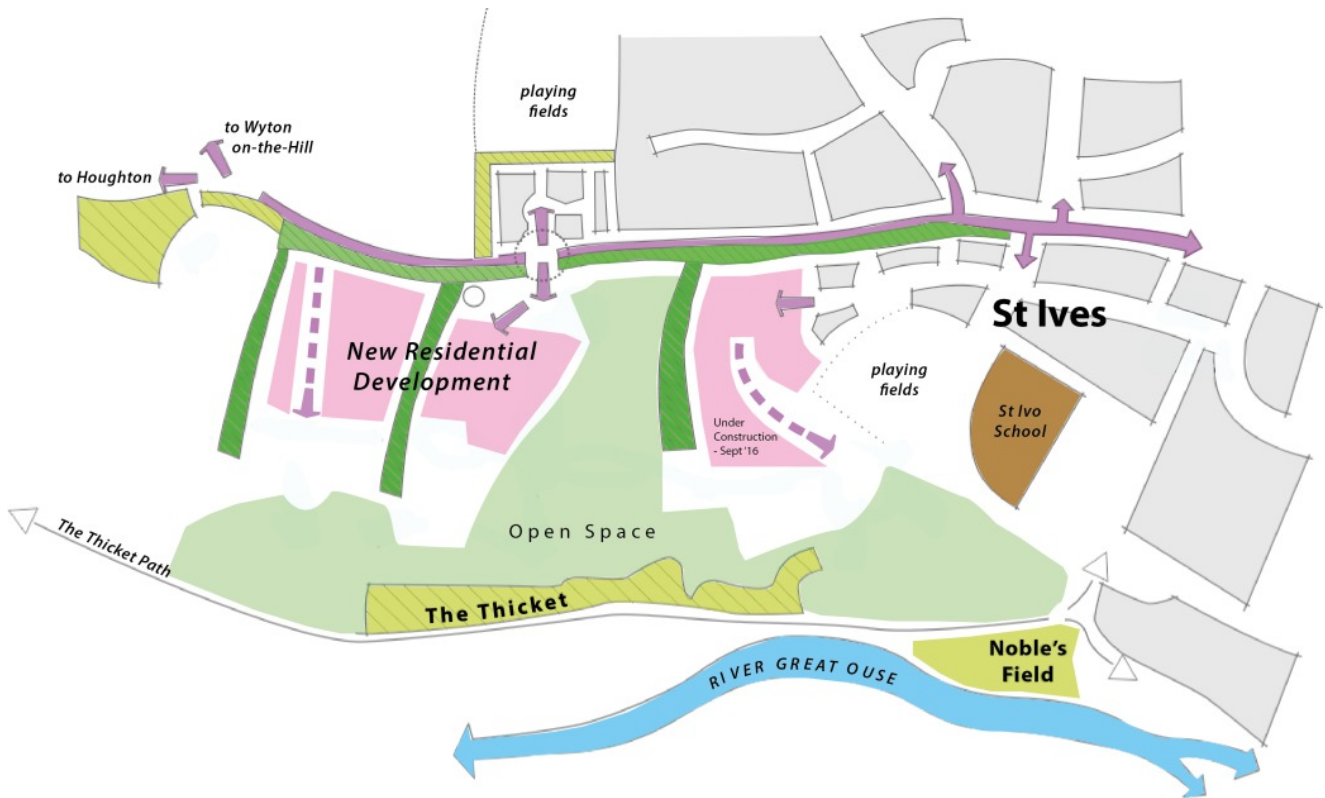 playing
fields
to Wyton
on-the-Hill
to Houghton
St Ives
New Residential
Development
playing
fields
St Ivo
School
Under
Construction
- Sept '16
Open Space
The Thicket Path
The Thicket
Noble's
Field
RIVER GREAT OUSE